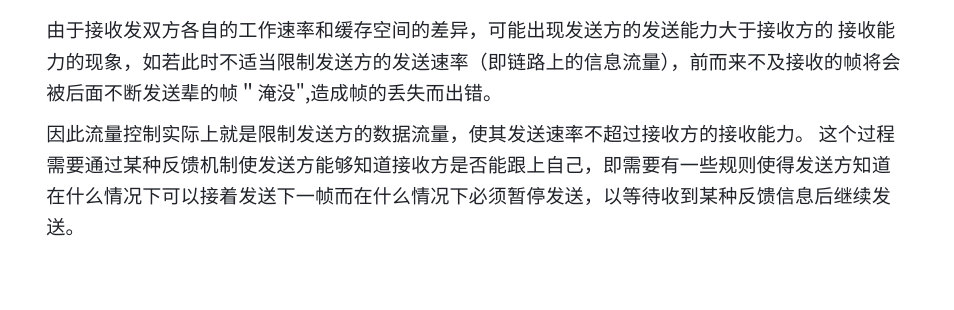 由于接收发双方各自的工作速率和缓存空间的差异，可能出现发送方的发送能力大于接收方的 接收能
力的现象，如若此时不适当限制发送方的发送速率（即链路上的信息流量），前而来不及接收的帧将会
被后面不断发送辈的帧 " 淹没",造成帧的丢失而出错。
因此流量控制实际上就是限制发送方的数据流量，使其发送速率不超过接收方的接收能力。 这个过程
需要通过某种反馈机制使发送方能够知道接收方是否能跟上自己，即需要有一些规则使得发送方知道
在什么情况下可以接着发送下一帧而在什么情况下必须暂停发送，以等待收到某种反馈信息后继续发
送。